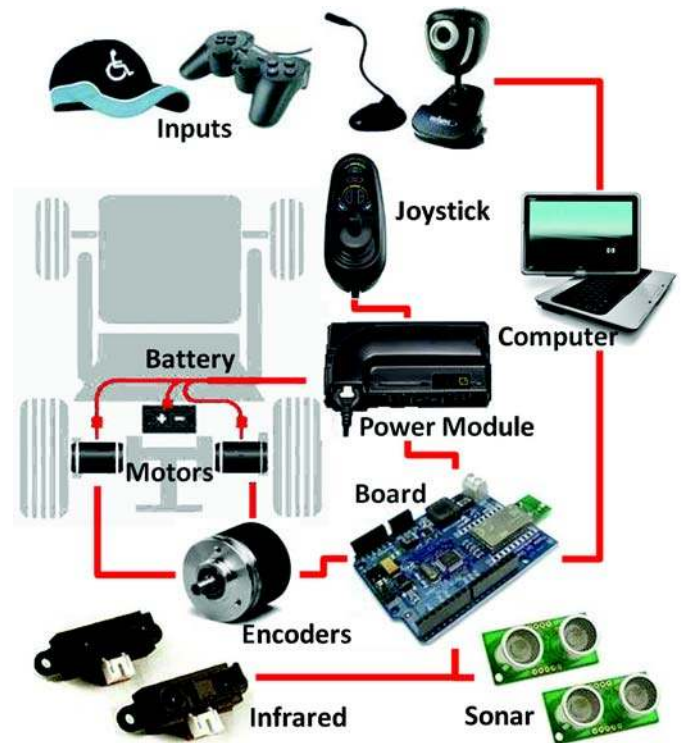 Inputs
Joystick
Computer
Battery
Power Module
Motors
Board
Encoders
Infrared
Sonar